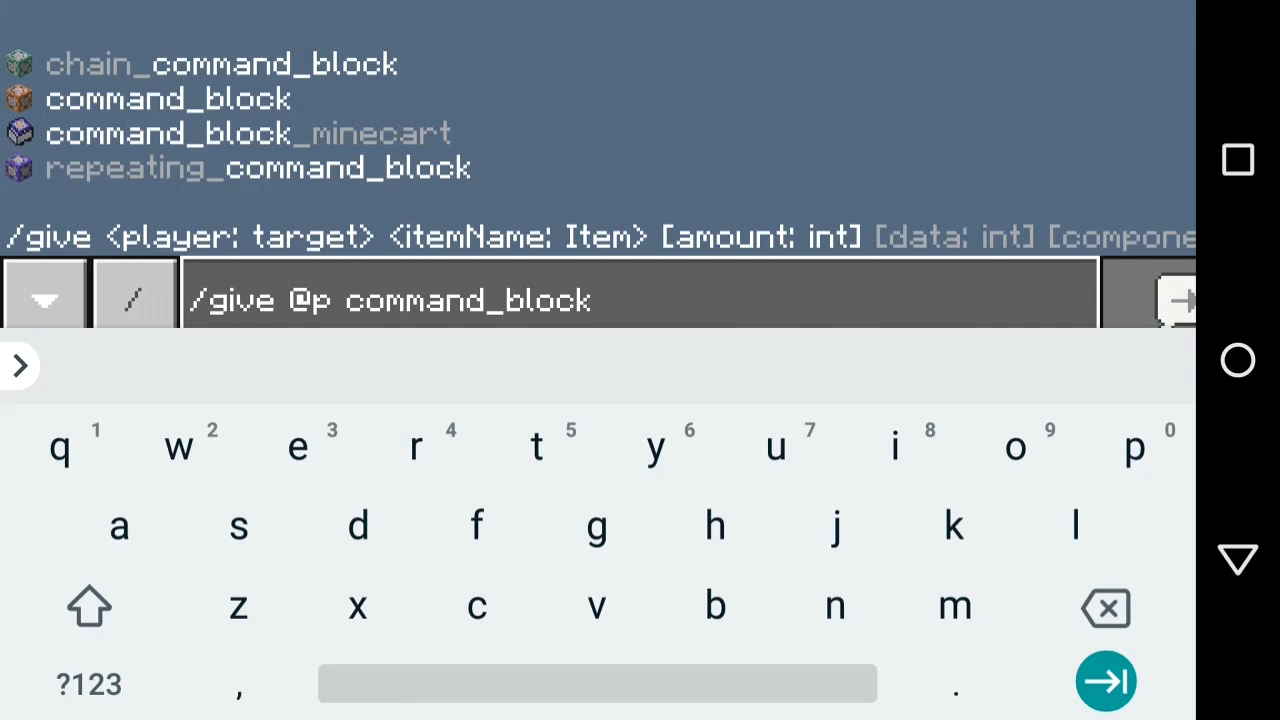 chain_command_block
command_block
command_block_minecart
repeating_command_block
/give <player: target> <itemName: Item> [amount: int] [data: int] [compone
/ /give @p command_block
q 1 w 2 e 3 r 4 t 5 y 6 u 7 i 8 o 9 p 0
a s d f g h j k l
z x c v b n m
?123 , .